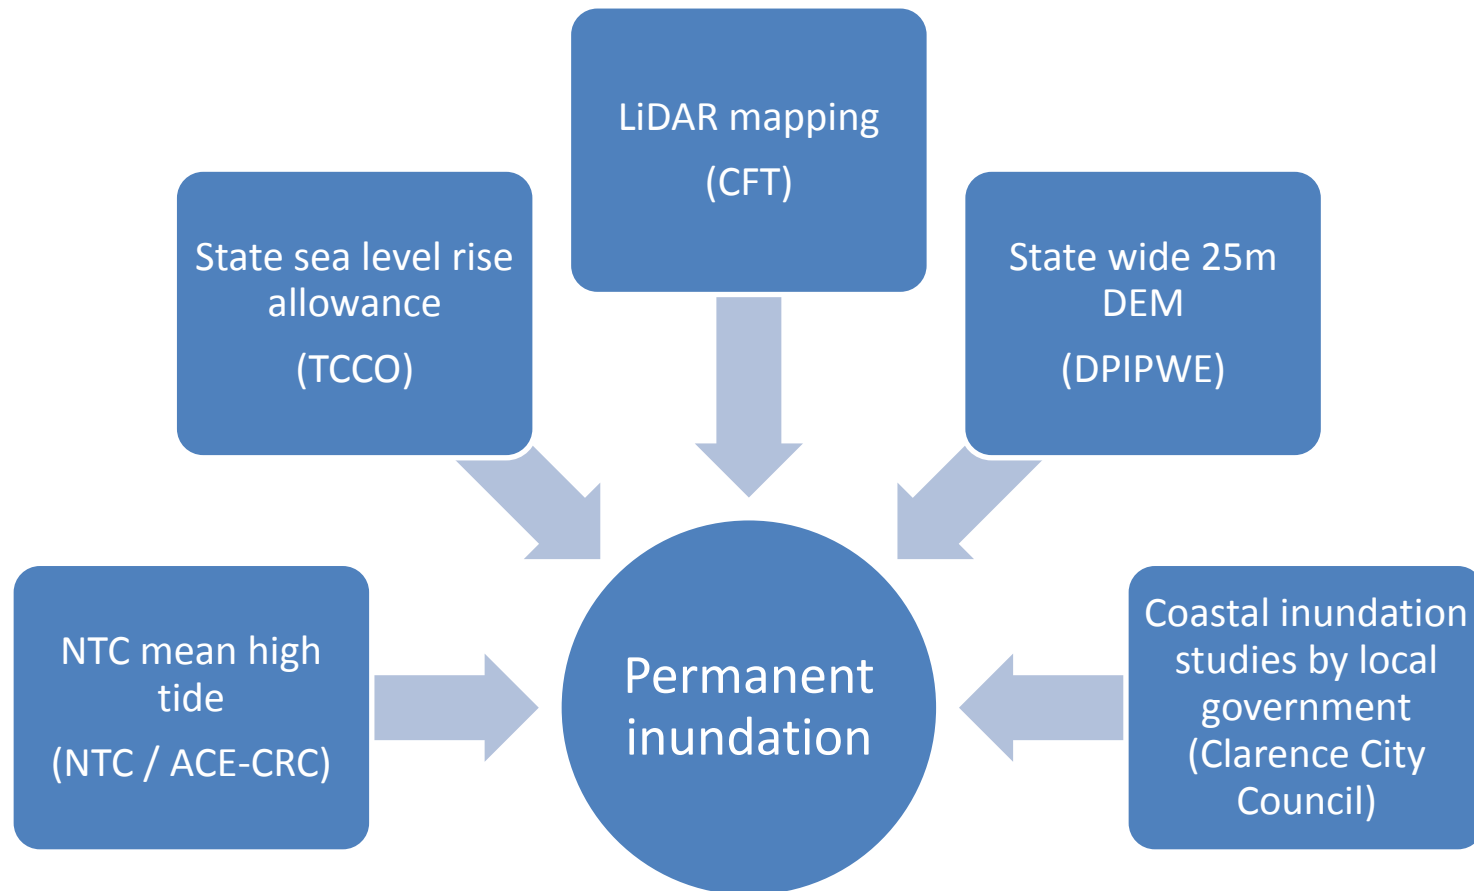 LiDAR mapping
(CFT)
State sea level rise
allowance
(TCCO)
State wide 25m
DEM
(DPIPWE)
NTC mean high
tide
(NTC / ACE-CRC)
Permanent
inundation
Coastal inundation
studies by local
government
(Clarence City
Council)